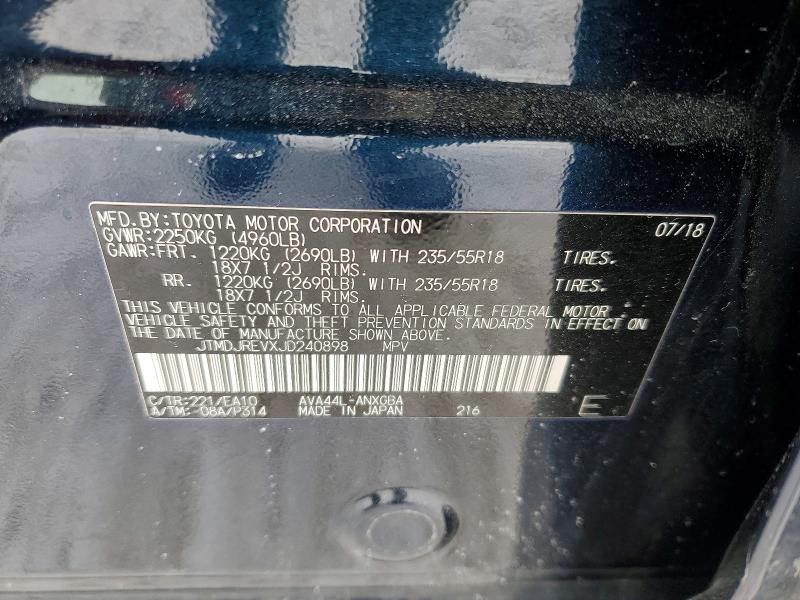 MFD.BY:TOYOTA MOTOR CORPORATION 07/18
GVWR:2250KG (4960LB)
GAWR:FRT. 1220KG (2690LB) WITH 235/55R18 TIRES.
18X7 1/2J RIMS.
RR. 1220KG (2690LB) WITH 235/55R18 TIRES.
18X7 1/2J RIMS.
THIS VEHICLE CONFORMS TO ALL APPLICABLE FEDERAL MOTOR
VEHICLE SAFETY AND THEFT PREVENTION STANDARDS IN EFFECT ON
THE DATE OF MANUFACTURE SHOWN ABOVE.
JTMDJREVXJD240898 MPV
C/TR:221/EA10 AVA44L-ANXGBA
A/TM:-08A/P314 MADE IN JAPAN 216 E